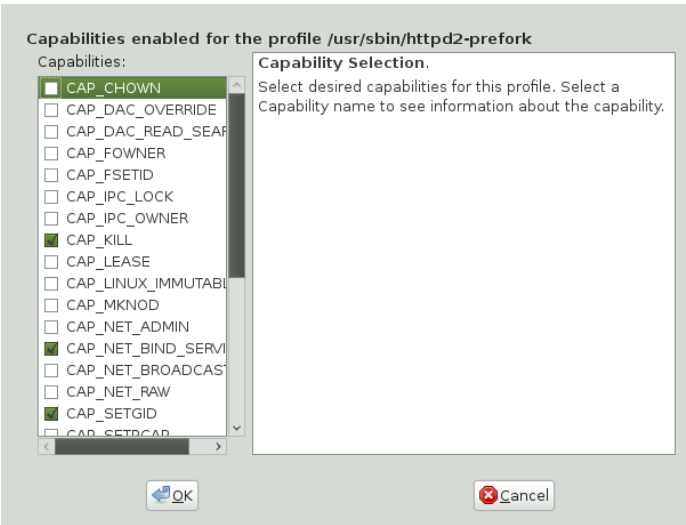 Capabilities enabled for the profile /usr/sbin/httpd2-prefork
Capabilities:
CAP_CHOWN
CAP_DAC_OVERRIDE
CAP_DAC_READ_SEAR
CAP_FOWNER
CAP_FSETID
CAP_IPC_LOCK
CAP_IPC_OWNER
CAP_KILL
CAP_LEASE
CAP_LINUX_IMMUTABL
CAP_MKNOD
CAP_NET_ADMIN
CAP_NET_BIND_SERVI
CAP_NET_BROADCAST
CAP_NET_RAW
CAP_SETGID
CAP_SETPCAP
Capability Selection.
Select desired capabilities for this profile. Select a
Capability name to see information about the capability.
OK
Cancel